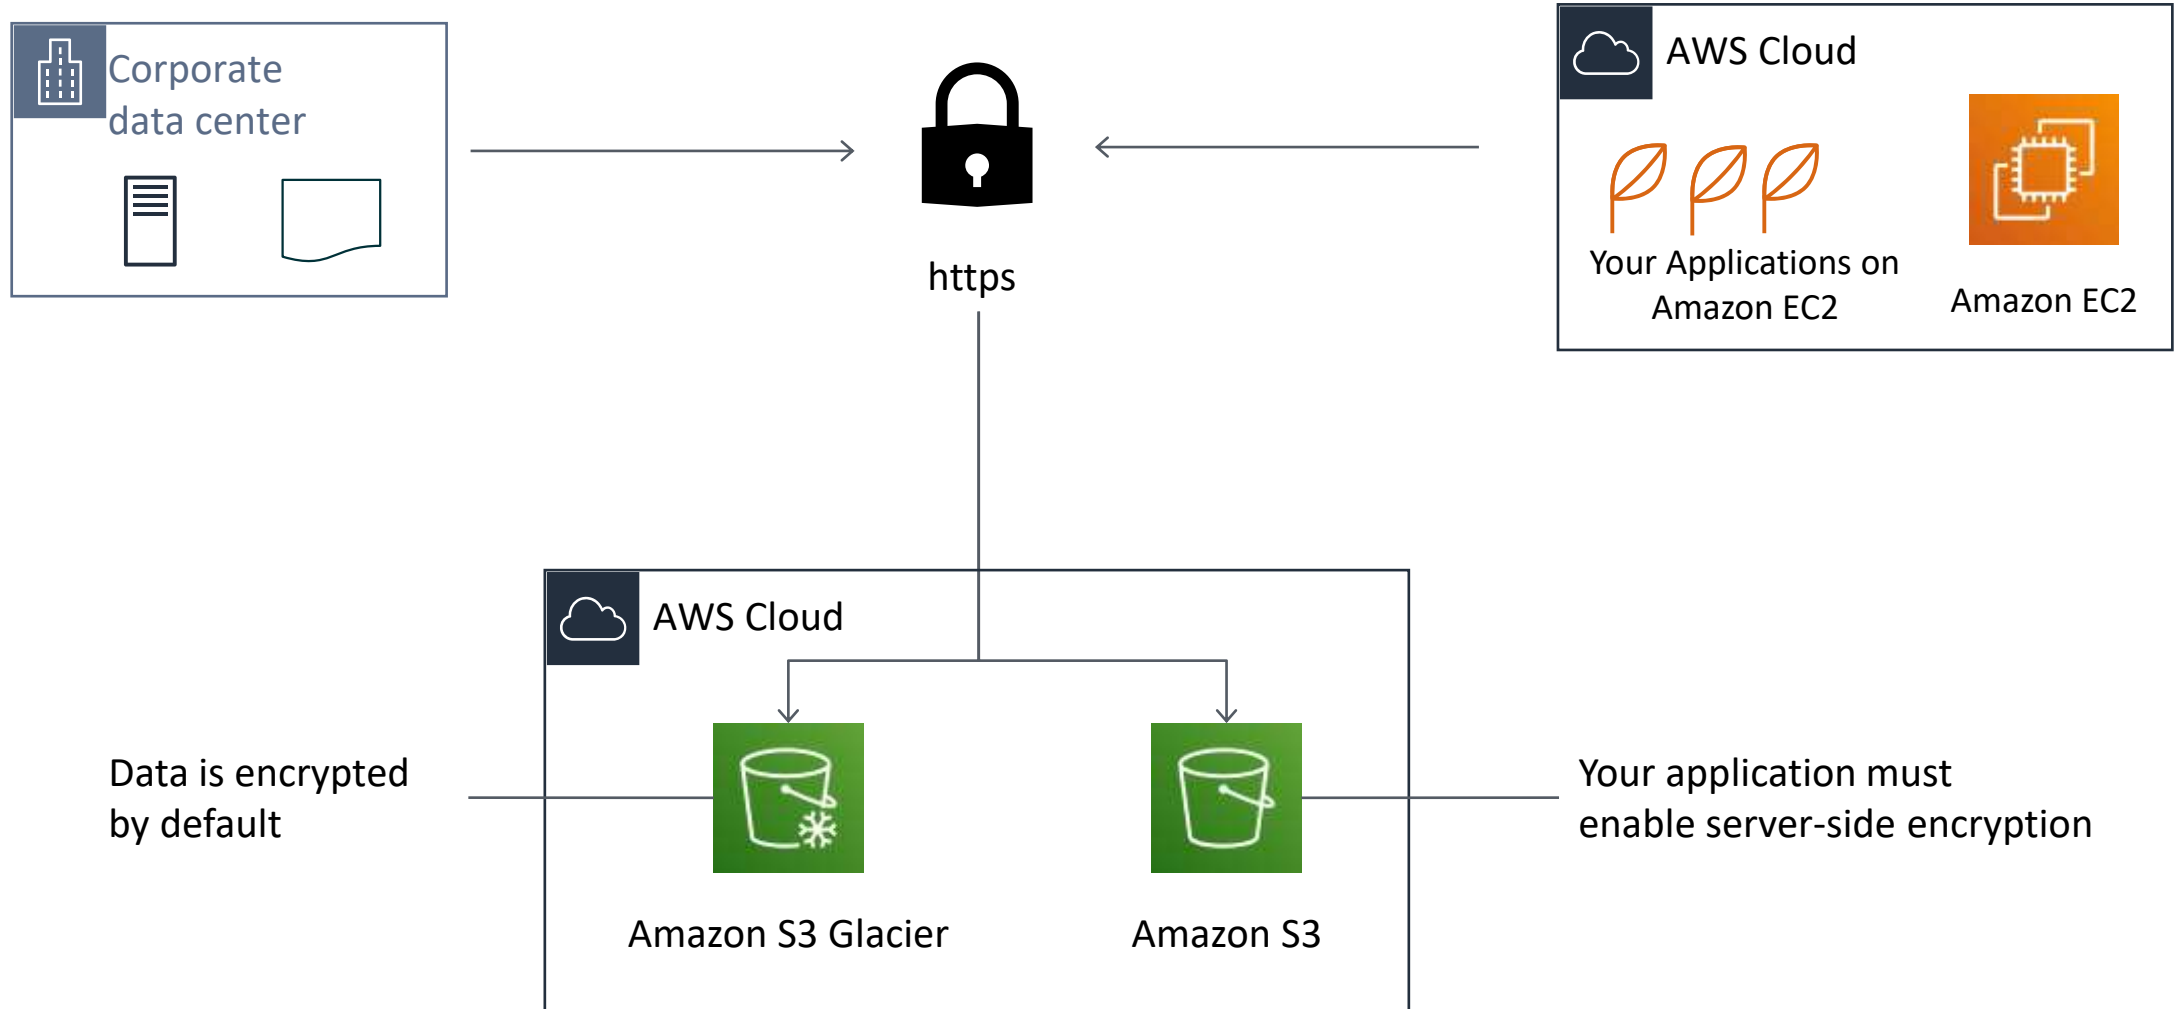 Corporate
data center
https
AWS Cloud
Your Applications on
Amazon EC2
Amazon EC2
AWS Cloud
Data is encrypted
by default
Amazon S3 Glacier
Amazon S3
Your application must
enable server-side encryption